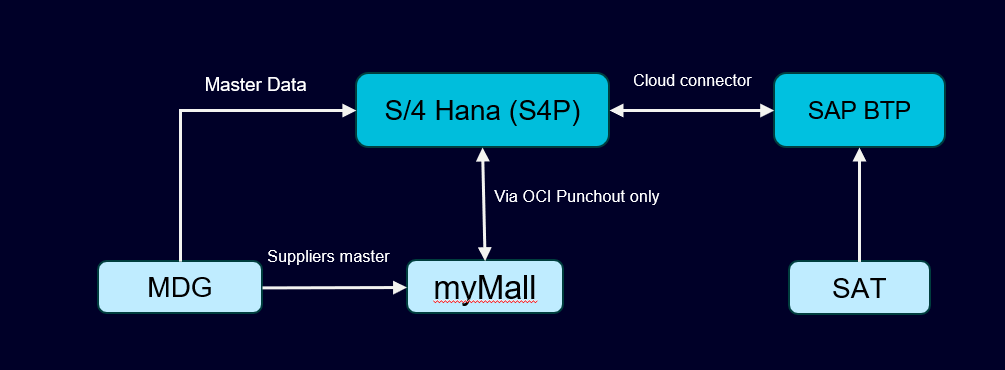 Master Data
S/4 Hana (S4P)
Cloud connector
SAP BTP
Via OCI Punchout only
Suppliers master
MDG
myMall
SAT